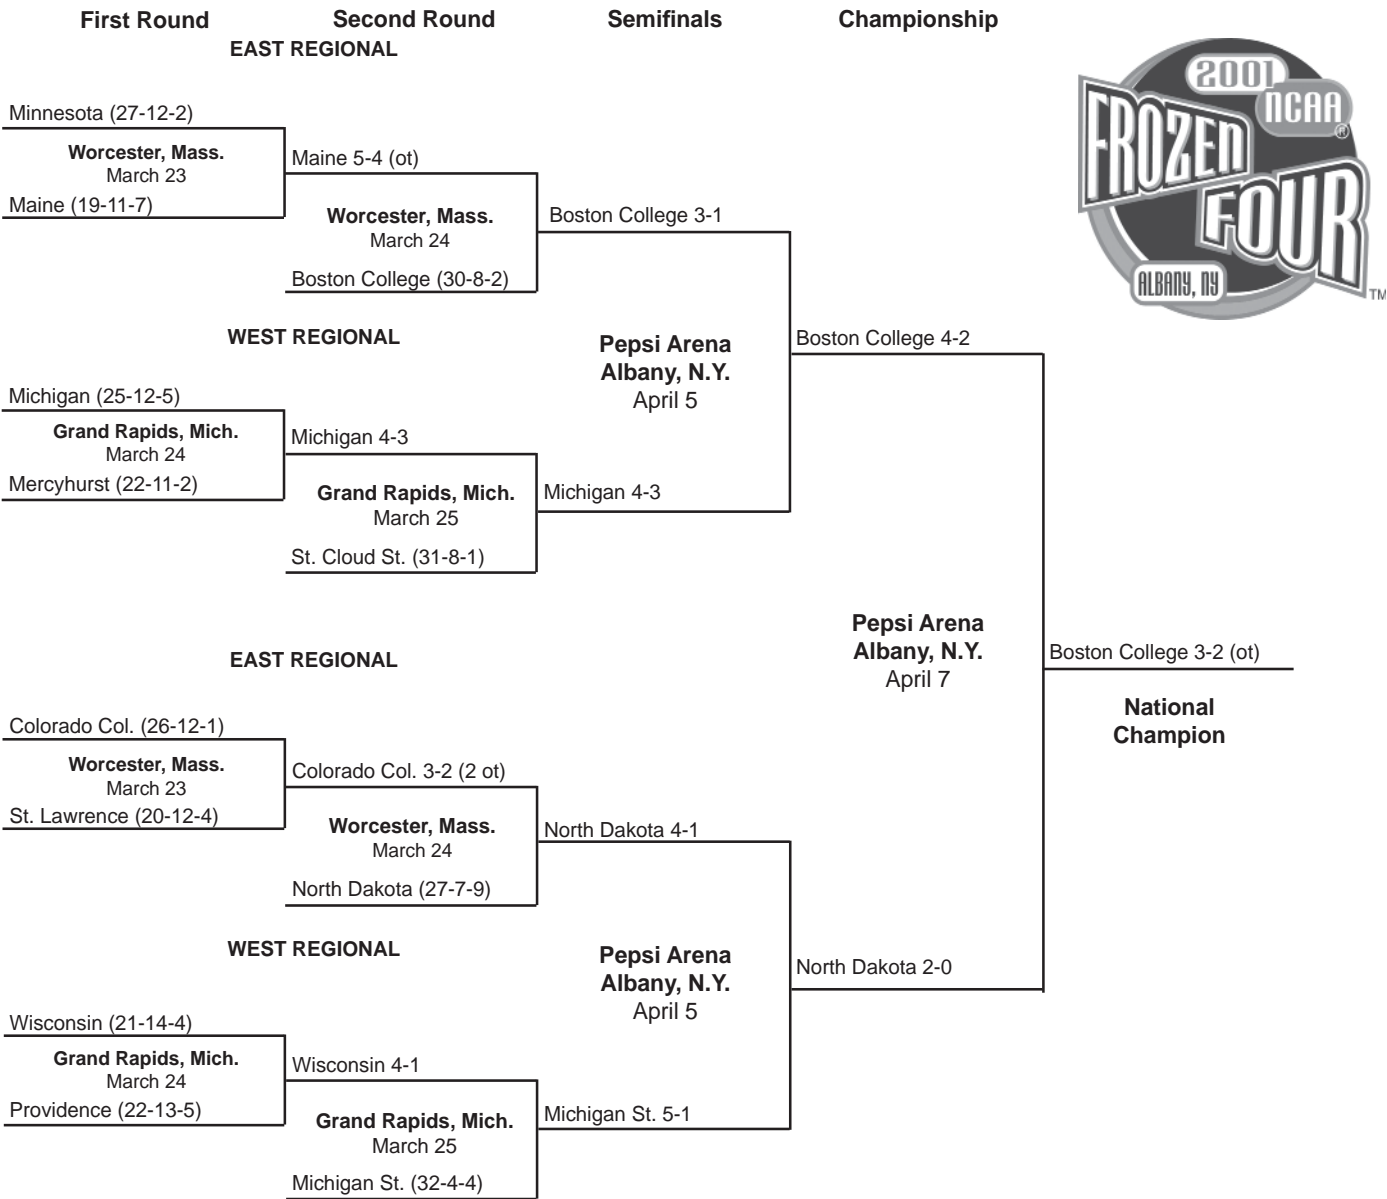 First Round Second Round Semifinals Championship
EAST REGIONAL
2001
NCAA
®
FROZEN
FOUR
ALBANY, NY
TM
Minnesota (27-12-2)
Worcester, Mass.
March 23
Maine (19-11-7)
Maine 5-4 (ot)
Worcester, Mass.
March 24
Boston College (30-8-2)
Boston College 3-1
WEST REGIONAL
Pepsi Arena
Albany, N.Y.
April 5
Boston College 4-2
Michigan (25-12-5)
Grand Rapids, Mich.
March 24
Mercyhurst (22-11-2)
Michigan 4-3
Grand Rapids, Mich.
March 25
St. Cloud St. (31-8-1)
Michigan 4-3
Pepsi Arena
Albany, N.Y.
April 7
Boston College 3-2 (ot)
National
Champion
EAST REGIONAL
Colorado Col. (26-12-1)
Worcester, Mass.
March 23
St. Lawrence (20-12-4)
Colorado Col. 3-2 (2 ot)
Worcester, Mass.
March 24
North Dakota (27-7-9)
North Dakota 4-1
WEST REGIONAL
Pepsi Arena
Albany, N.Y.
April 5
North Dakota 2-0
Wisconsin (21-14-4)
Grand Rapids, Mich.
March 24
Providence (22-13-5)
Wisconsin 4-1
Grand Rapids, Mich.
March 25
Michigan St. (32-4-4)
Michigan St. 5-1